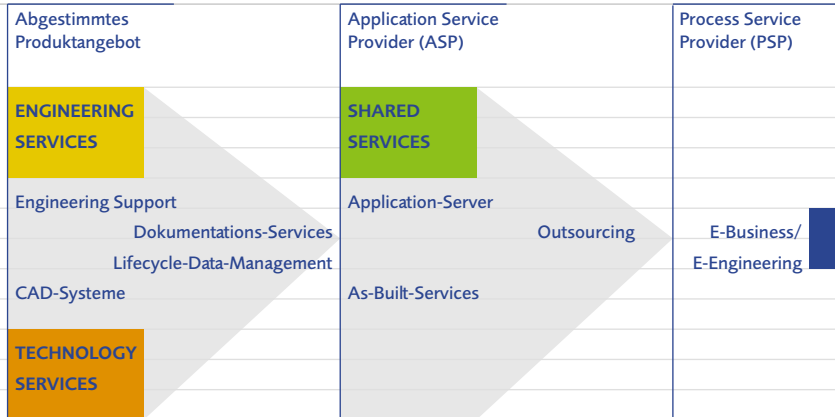 Abgestimmtes
Produktangebot
Application Service
Provider (ASP)
Process Service
Provider (PSP)
ENGINEERING
SERVICES
SHARED
SERVICES
Engineering Support
Application-Server
Dokumentations-Services
Outsourcing
E-Business/
Lifecycle-Data-Management
E-Engineering
CAD-Systeme
As-Built-Services
TECHNOLOGY
SERVICES